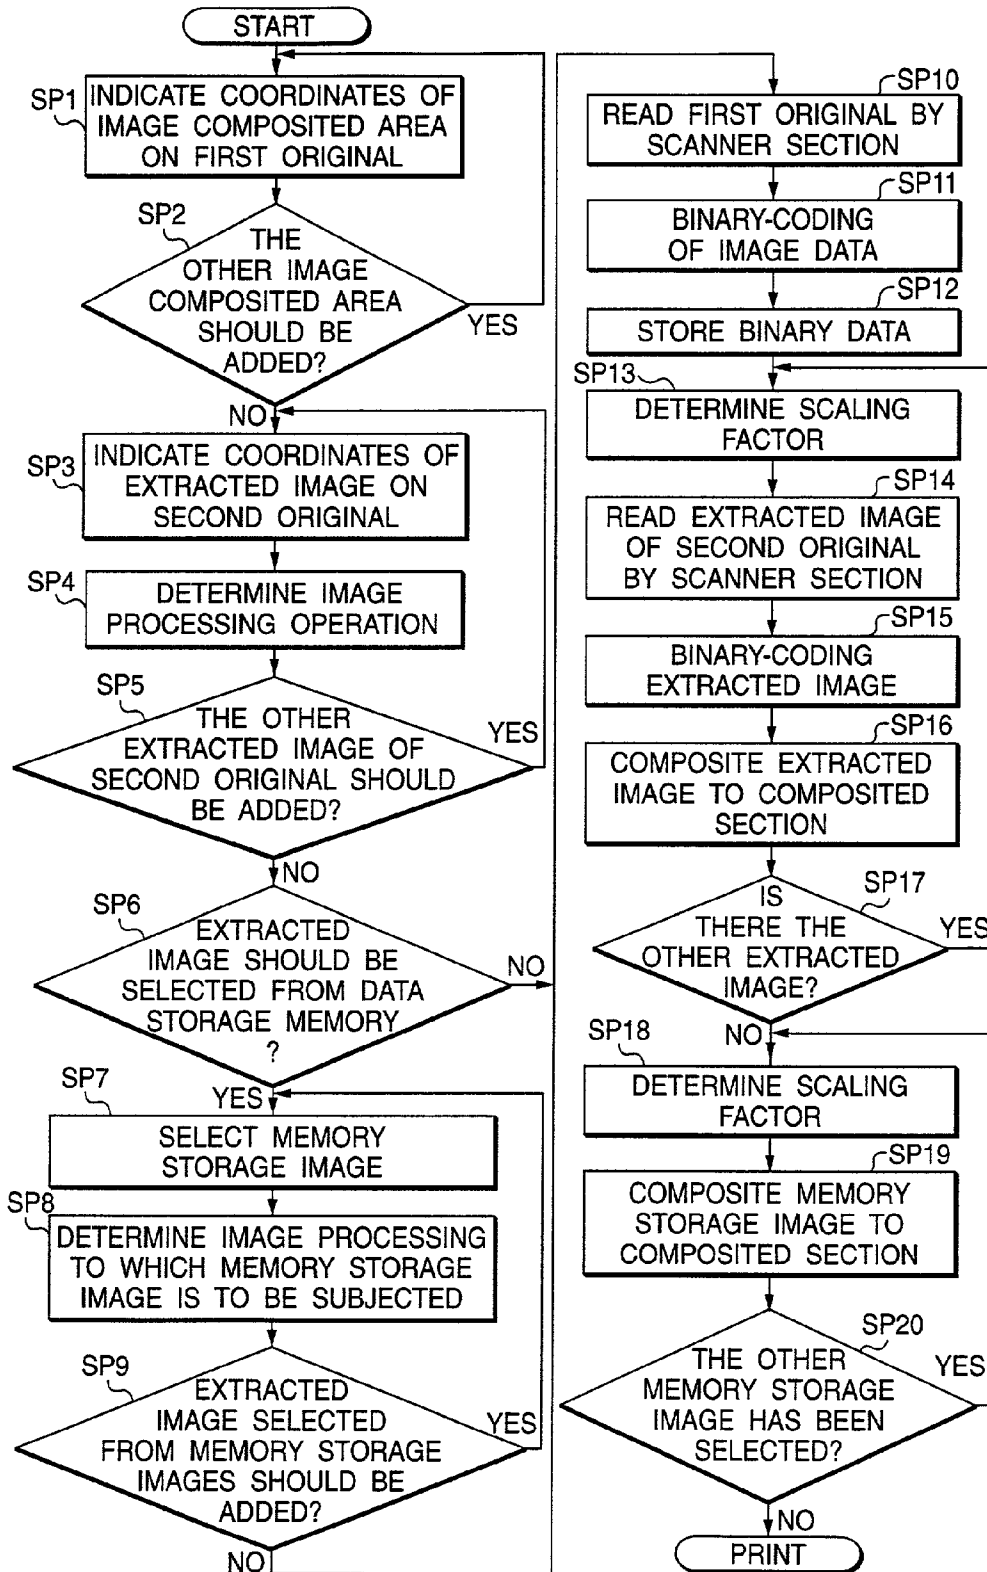 START
SP1
INDICATE COORDINATES OF
IMAGE COMPOSITED AREA
ON FIRST ORIGINAL
SP2
THE
OTHER IMAGE
COMPOSITED AREA
SHOULD BE
ADDED?
YES
NO
SP3
INDICATE COORDINATES OF
EXTRACTED IMAGE ON
SECOND ORIGINAL
SP4
DETERMINE IMAGE
PROCESSING OPERATION
SP5
THE OTHER
EXTRACTED IMAGE OF
SECOND ORIGINAL SHOULD
BE ADDED?
YES
NO
SP6
EXTRACTED
IMAGE SHOULD BE
SELECTED FROM DATA
STORAGE MEMORY
?
NO
YES
SP7
SELECT MEMORY
STORAGE IMAGE
SP8
DETERMINE IMAGE PROCESSING
TO WHICH MEMORY STORAGE
IMAGE IS TO BE SUBJECTED
SP9
EXTRACTED
IMAGE SELECTED
FROM MEMORY STORAGE
IMAGES SHOULD BE
ADDED?
YES
NO
SP10
READ FIRST ORIGINAL BY
SCANNER SECTION
SP11
BINARY-CODING
OF IMAGE DATA
SP12
STORE BINARY DATA
SP13
DETERMINE SCALING
FACTOR
SP14
READ EXTRACTED IMAGE
OF SECOND ORIGINAL
BY SCANNER SECTION
SP15
BINARY-CODING
EXTRACTED IMAGE
SP16
COMPOSITE EXTRACTED
IMAGE TO COMPOSITED
SECTION
SP17
IS
THERE THE
OTHER EXTRACTED
IMAGE?
YES
NO
SP18
DETERMINE SCALING
FACTOR
SP19
COMPOSITE MEMORY
STORAGE IMAGE TO
COMPOSITED SECTION
SP20
THE OTHER
MEMORY STORAGE
IMAGE HAS BEEN
SELECTED?
YES
NO
PRINT